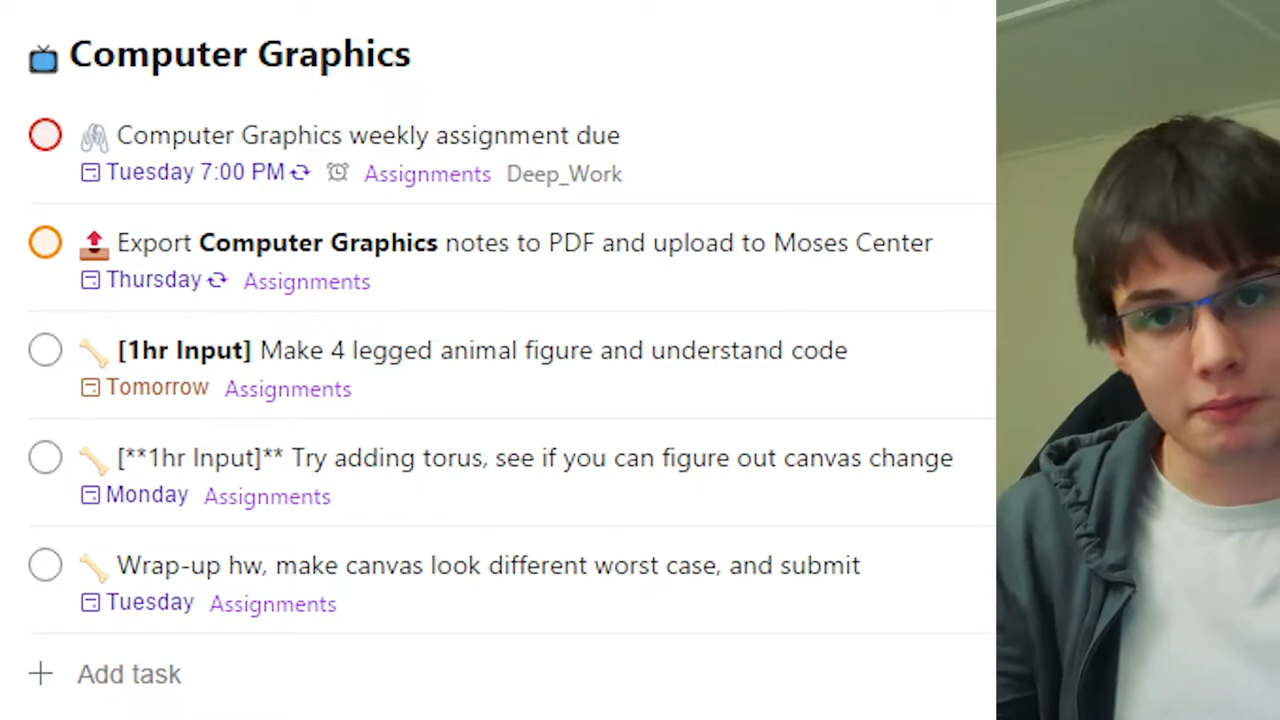 Computer Graphics
Computer Graphics weekly assignment due
Tuesday 7:00 PM Assignments Deep_Work
Export Computer Graphics notes to PDF and upload to Moses Center
Thursday Assignments
[1hr Input] Make 4 legged animal figure and understand code
Tomorrow Assignments
[**1hr Input]** Try adding torus, see if you can figure out canvas change
Monday Assignments
Wrap-up hw, make canvas look different worst case, and submit
Tuesday Assignments
+ Add task